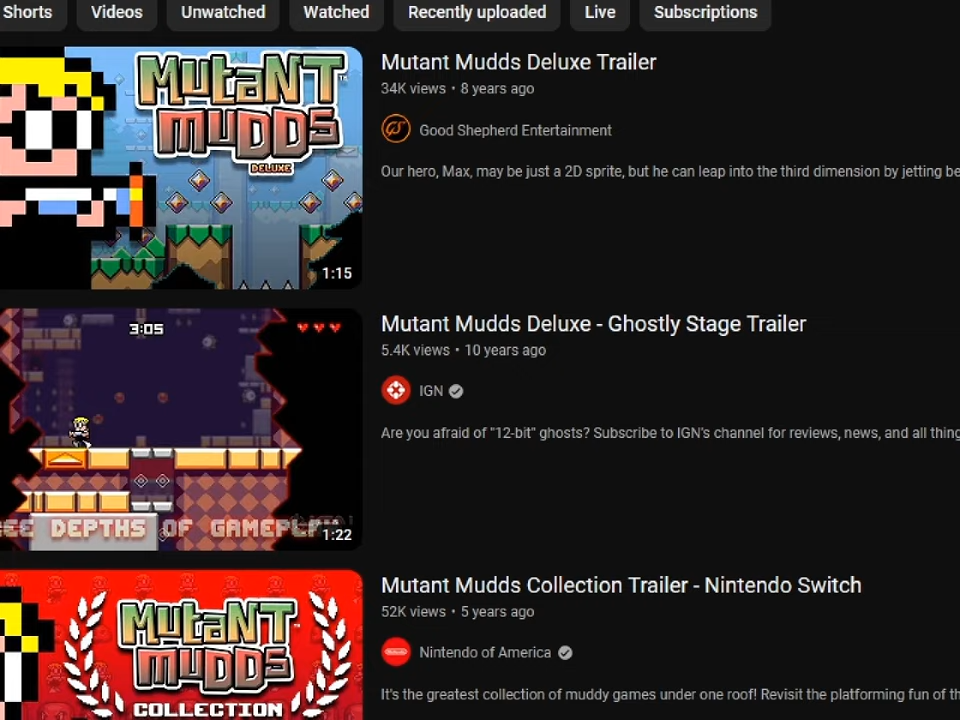 Shorts Videos Unwatched Watched Recently uploaded Live Subscriptions
MUTANT
MUDDS
DELUXE
1:15
Mutant Mudds Deluxe Trailer
34K views • 8 years ago
Good Shepherd Entertainment
Our hero, Max, may be just a 2D sprite, but he can leap into the third dimension by jetting be
3:05
EE DEPTHS OF GAMEPLAY
1:22
Mutant Mudds Deluxe - Ghostly Stage Trailer
5.4K views • 10 years ago
IGN
Are you afraid of "12-bit" ghosts? Subscribe to IGN's channel for reviews, news, and all thing
MUTANT
MUDDS
COLLECTION
Mutant Mudds Collection Trailer - Nintendo Switch
52K views • 5 years ago
Nintendo of America
It's the greatest collection of muddy games under one roof! Revisit the platforming fun of th